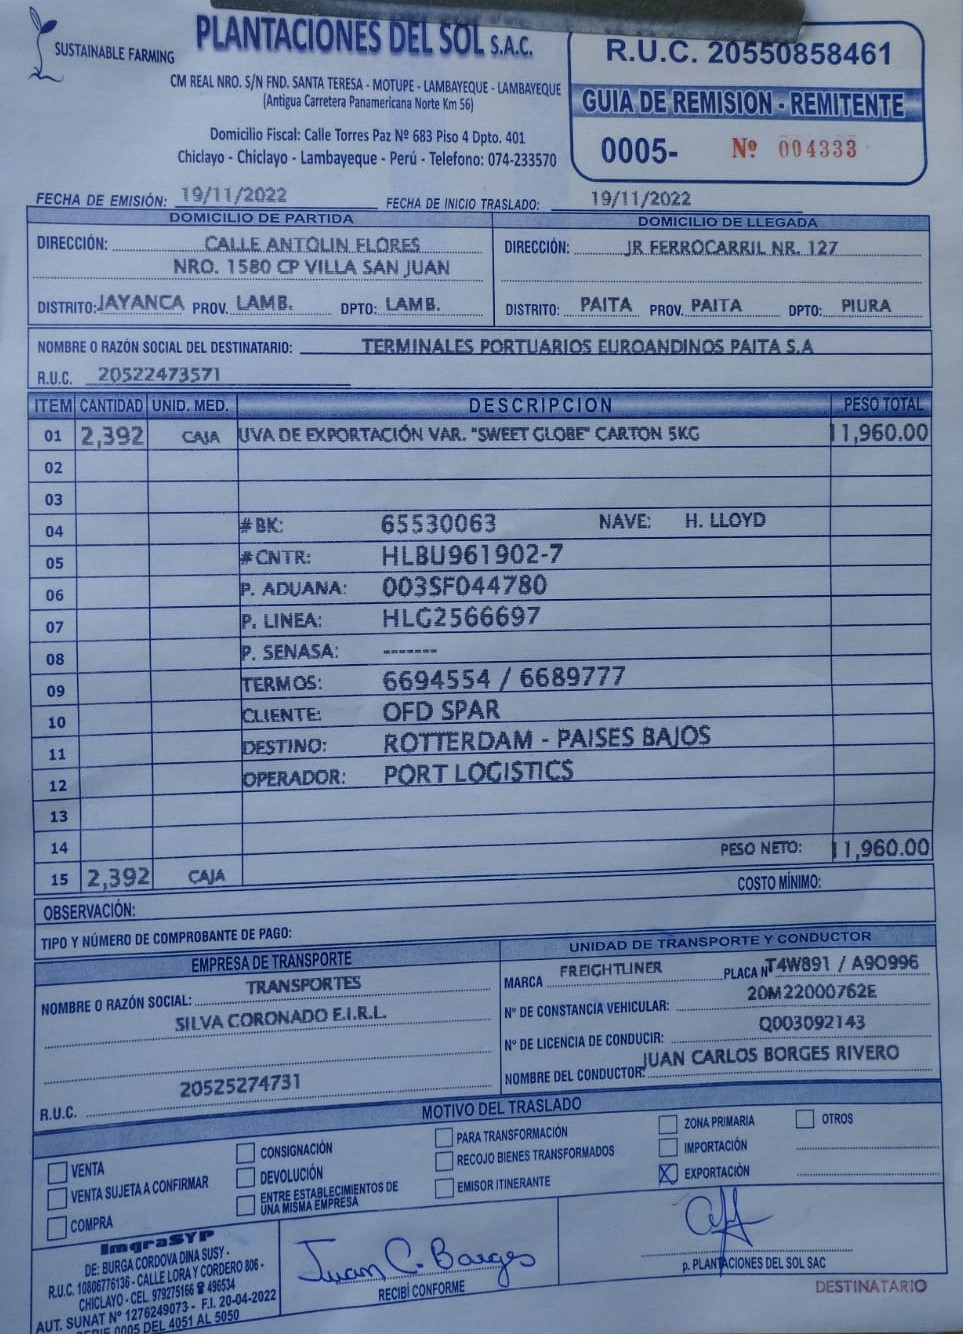 SUSTAINABLE FARMING
PLANTACIONES DEL SOL S.A.C.
CM REAL NRO. S/N FND. SANTA TERESA - MOTUPE - LAMBAYEQUE - LAMBAYEQUE
(Antigua Carretera Panamericana Norte Km 56)
Domicilio Fiscal: Calle Torres Paz Nº 683 Piso 4 Dpto. 401
Chiclayo - Chiclayo - Lambayeque - Perú - Telefono: 074-233570
R.U.C. 20550858461
GUIA DE REMISION - REMITENTE
0005- Nº 004333
FECHA DE EMISIÓN: 19/11/2022 FECHA DE INICIO TRASLADO: 19/11/2022
DOMICILIO DE PARTIDA
DIRECCIÓN: CALLE ANTOLIN FLORES
NRO. 1580 CP VILLA SAN JUAN
DISTRITO: JAYANCA PROV. LAMB. DPTO: LAMB.
DOMICILIO DE LLEGADA
DIRECCIÓN: JR FERROCARRIL NR. 127
DISTRITO: PAITA PROV. PAITA DPTO: PIURA
NOMBRE O RAZÓN SOCIAL DEL DESTINATARIO: TERMINALES PORTUARIOS EUROANDINOS PAITA S.A
R.U.C. 20522473571
ITEM CANTIDAD UNID. MED. DESCRIPCION PESO TOTAL
01 2,392 CAJA UVA DE EXPORTACIÓN VAR. "SWEET GLOBE" CARTON 5KG 11,960.00
02
03
04 #BK: 65530063 NAVE: H. LLOYD
05 #CNTR: HLBU961902-7
06 P. ADUANA: 003SF044780
07 P. LINEA: HLG2566697
08 P. SENASA: -------
09 TERMOS: 6694554 / 6689777
10 CLIENTE: OFD SPAR
11 DESTINO: ROTTERDAM - PAISES BAJOS
12 OPERADOR: PORT LOGISTICS
13
14 PESO NETO: 11,960.00
15 2,392 CAJA
COSTO MÍNIMO:
OBSERVACIÓN:
TIPO Y NÚMERO DE COMPROBANTE DE PAGO:
EMPRESA DE TRANSPORTE
NOMBRE O RAZÓN SOCIAL: TRANSPORTES
SILVA CORONADO E.I.R.L.
R.U.C. 20525274731
UNIDAD DE TRANSPORTE Y CONDUCTOR
MARCA FREIGHTLINER PLACA Nº T4W891 / A9O996
Nº DE CONSTANCIA VEHICULAR: 20M22000762E
Nº DE LICENCIA DE CONDUCIR: Q003092143
NOMBRE DEL CONDUCTOR: JUAN CARLOS BORGES RIVERO
MOTIVO DEL TRASLADO
VENTA
VENTA SUJETA A CONFIRMAR
COMPRA
CONSIGNACIÓN
DEVOLUCIÓN
ENTRE ESTABLECIMIENTOS DE
UNA MISMA EMPRESA
PARA TRANSFORMACIÓN
RECOJO BIENES TRANSFORMADOS
EMISOR ITINERANTE
ZONA PRIMARIA
IMPORTACIÓN
X EXPORTACIÓN
OTROS
ImgraSYP
DE: BURGA CORDOVA DINA SUSY -
R.U.C. 10806776136 - CALLE LORA Y CORDERO 806 -
CHICLAYO - CEL. 979275166 ☎ 496534
AUT. SUNAT Nº 1276249073 - F.I. 20-04-2022
SERIE 0005 DEL 4051 AL 5050
Juan C. Borges
RECIBÍ CONFORME
p. PLANTACIONES DEL SOL SAC
DESTINATARIO